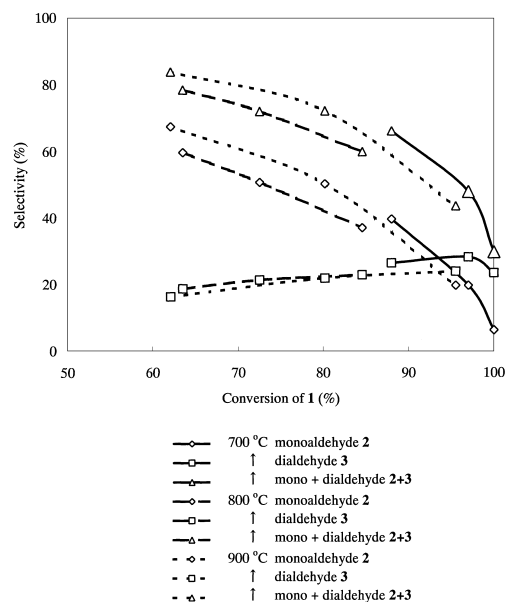 100
80
60
40
20
0
Selectivity (%)
50 60 70 80 90 100
Conversion of 1 (%)
700 °C monoaldehyde 2
↑ dialdehyde 3
↑ mono + dialdehyde 2+3
800 °C monoaldehyde 2
↑ dialdehyde 3
↑ mono + dialdehyde 2+3
900 °C monoaldehyde 2
↑ dialdehyde 3
↑ mono + dialdehyde 2+3